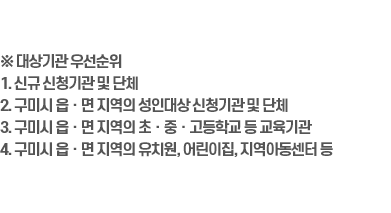 ※ 대상기관 우선순위
1. 신규 신청기관 및 단체
2. 구미시 읍·면 지역의 성인대상 신청기관 및 단체
3. 구미시 읍·면 지역의 초·중·고등학교 등 교육기관
4. 구미시 읍·면 지역의 유치원, 어린이집, 지역아동센터 등